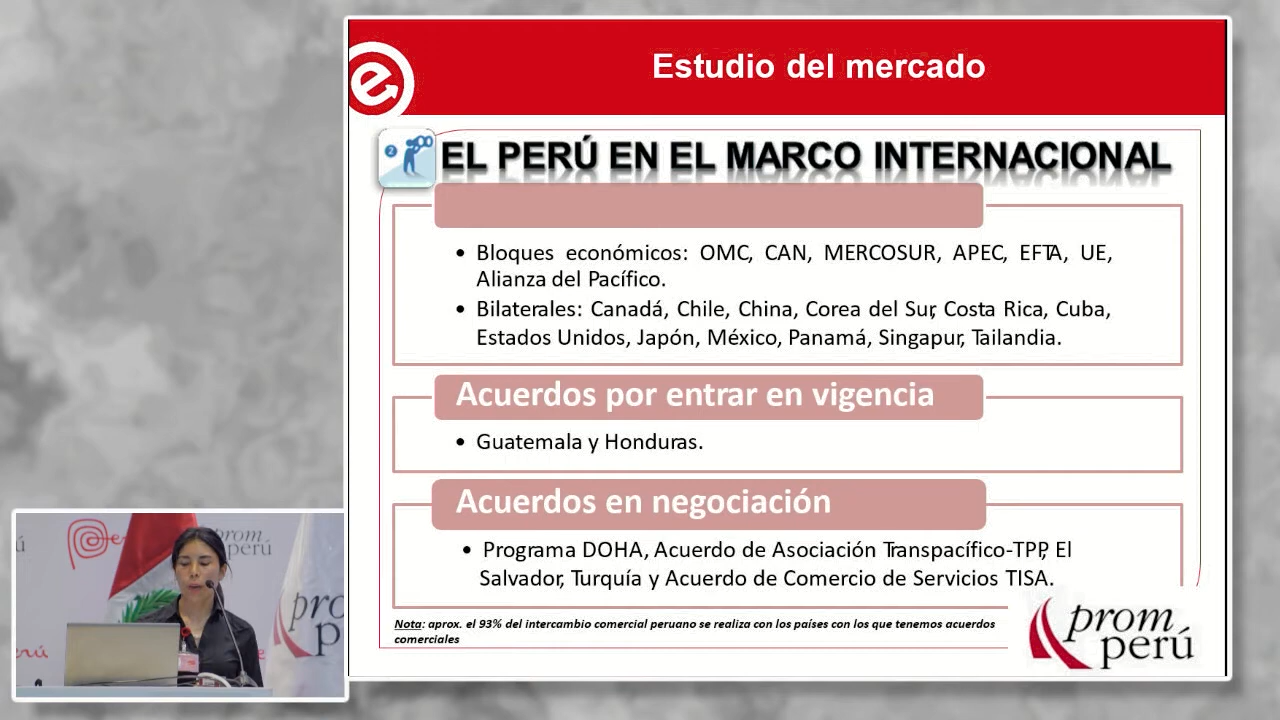 e
Estudio del mercado
2
EL PERÚ EN EL MARCO INTERNACIONAL
• Bloques económicos: OMC, CAN, MERCOSUR, APEC, EFTA, UE,
Alianza del Pacífico.
• Bilaterales: Canadá, Chile, China, Corea del Sur, Costa Rica, Cuba,
Estados Unidos, Japón, México, Panamá, Singapur, Tailandia.
Acuerdos por entrar en vigencia
• Guatemala y Honduras.
Acuerdos en negociación
• Programa DOHA, Acuerdo de Asociación Transpacífico-TPP, El
Salvador, Turquía y Acuerdo de Comercio de Servicios TISA.
Nota: aprox. el 93% del intercambio comercial peruano se realiza con los países con los que tenemos acuerdos
comerciales
prom
perú
prom
perú